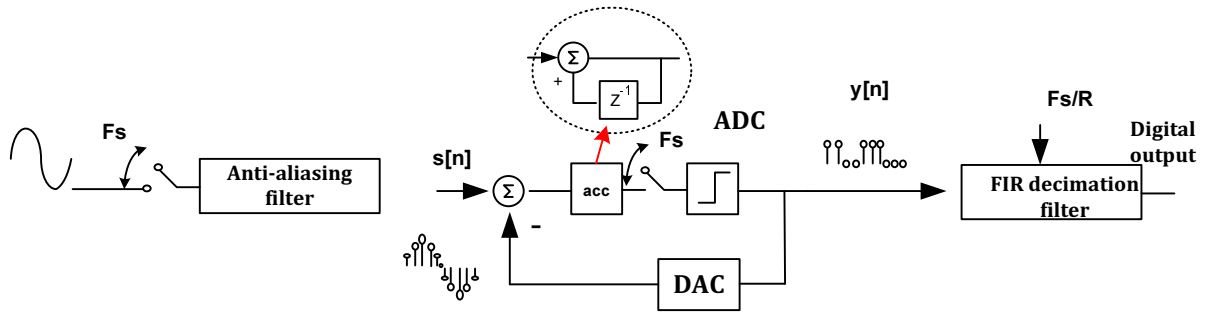 Fs
Anti-aliasing
filter
s[n]
Σ
-
Σ
+
Z-1
acc
Fs
ADC
DAC
y[n]
Fs/R
FIR decimation
filter
Digital
output